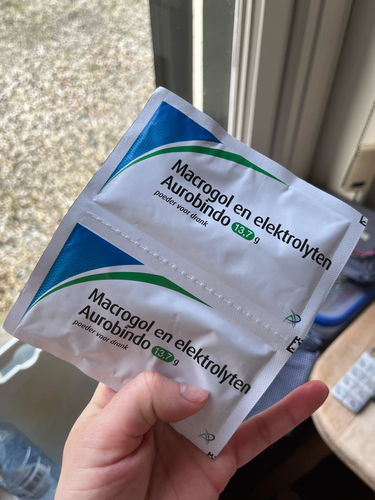 Macrogol en elektrolyten
Aurobindo 13,7 g
poeder voor drank
Macrogol en elektrolyten
Aurobindo 13,7 g
poeder voor drank